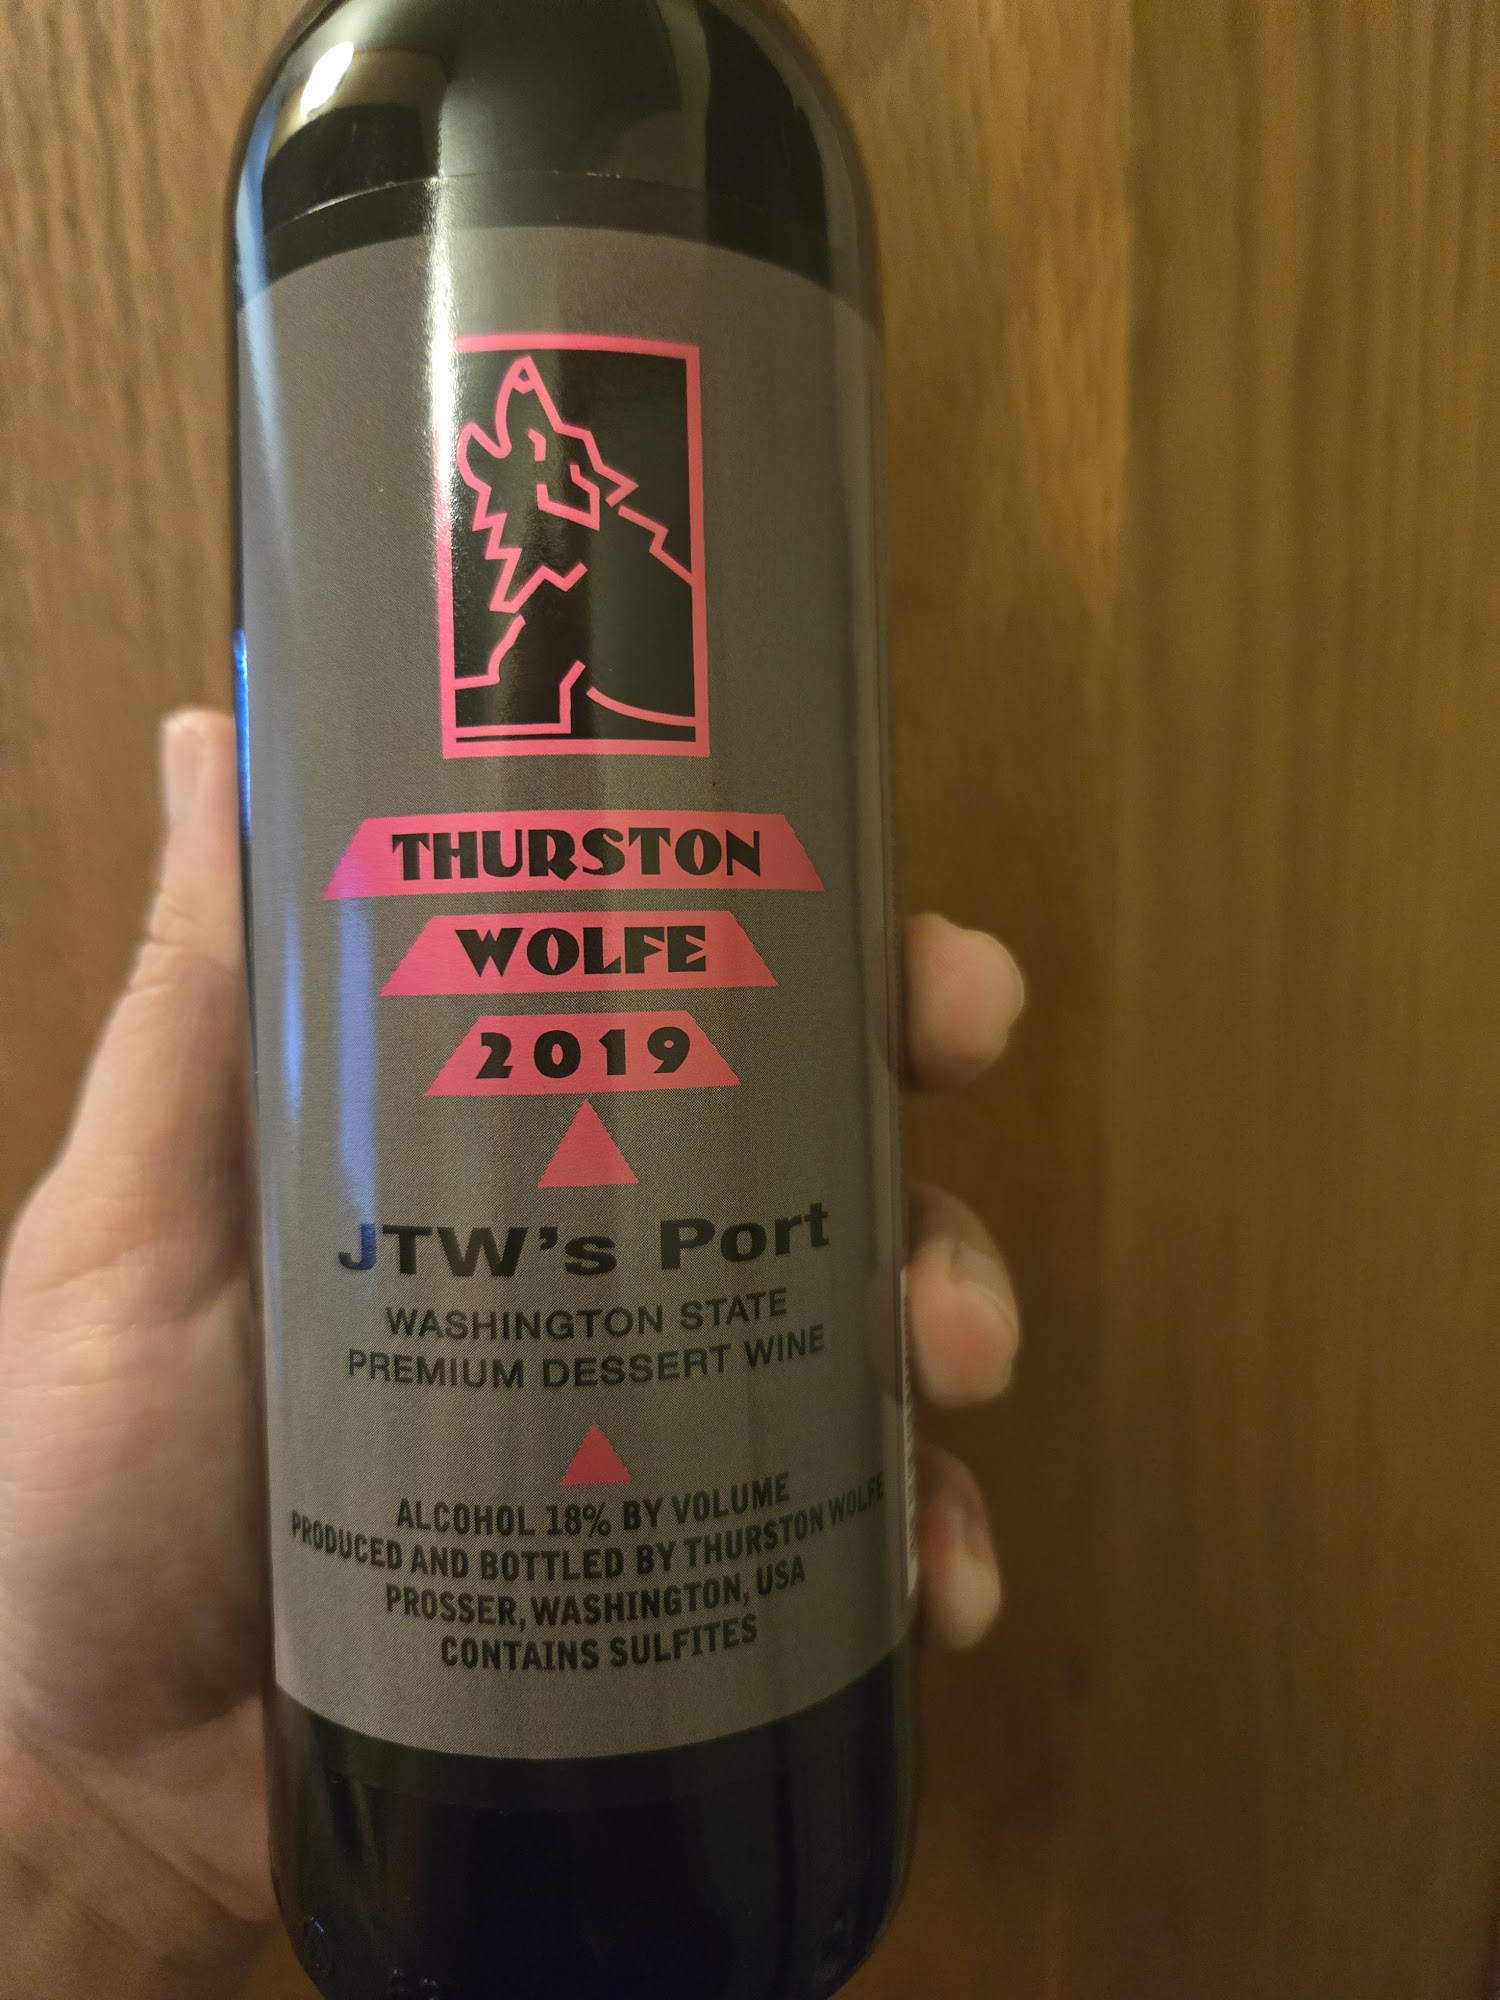 THURSTON
WOLFE
2019
JTW's Port
WASHINGTON STATE
PREMIUM DESSERT WINE
ALCOHOL 18% BY VOLUME
PRODUCED AND BOTTLED BY THURSTON WOLFE
PROSSER, WASHINGTON, USA
CONTAINS SULFITES